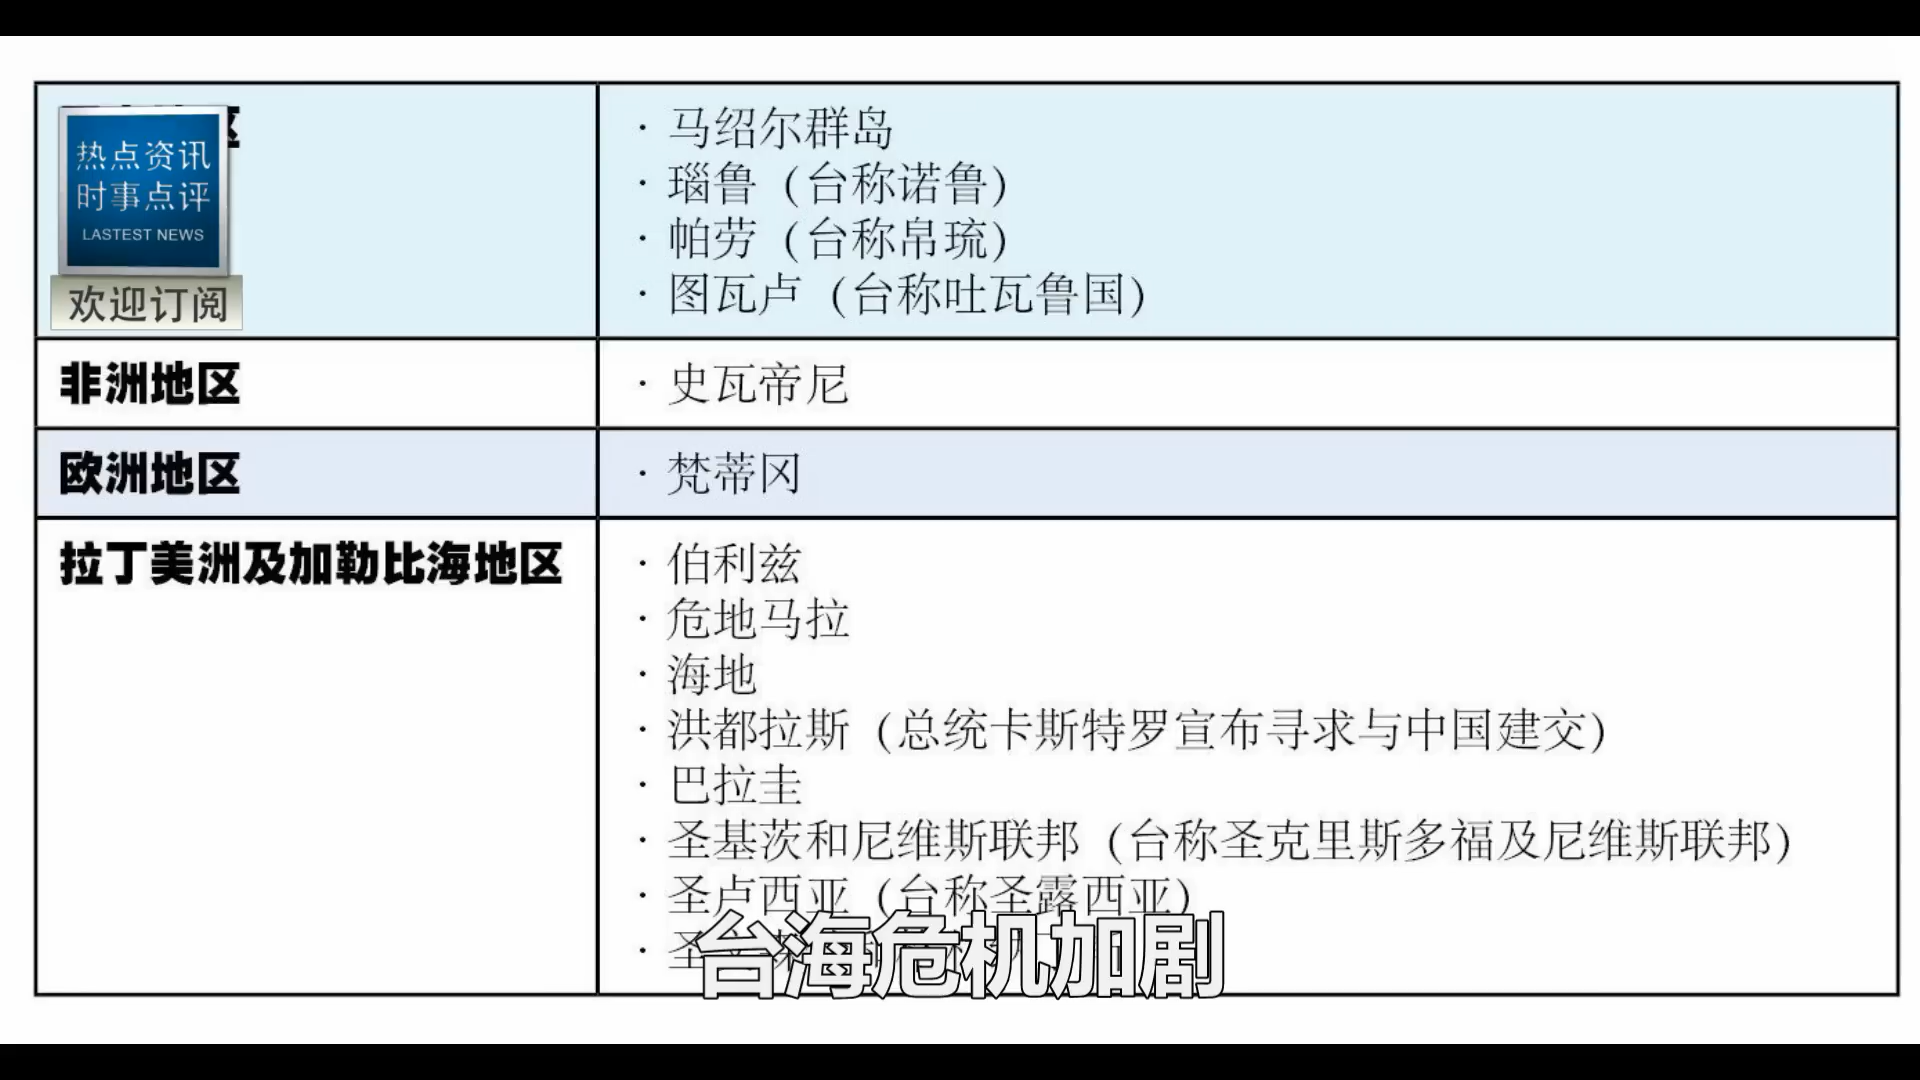 区
热点资讯
时事点评
LASTEST NEWS
欢迎订阅
· 马绍尔群岛
· 瑙鲁（台称诺鲁）
· 帕劳（台称帛琉）
· 图瓦卢（台称吐瓦鲁国）
非洲地区
· 史瓦帝尼
欧洲地区
· 梵蒂冈
拉丁美洲及加勒比海地区
· 伯利兹
· 危地马拉
· 海地
· 洪都拉斯（总统卡斯特罗宣布寻求与中国建交）
· 巴拉圭
· 圣基茨和尼维斯联邦（台称圣克里斯多福及尼维斯联邦）
· 圣卢西亚（台称圣露西亚）
· 圣
台海危机加剧